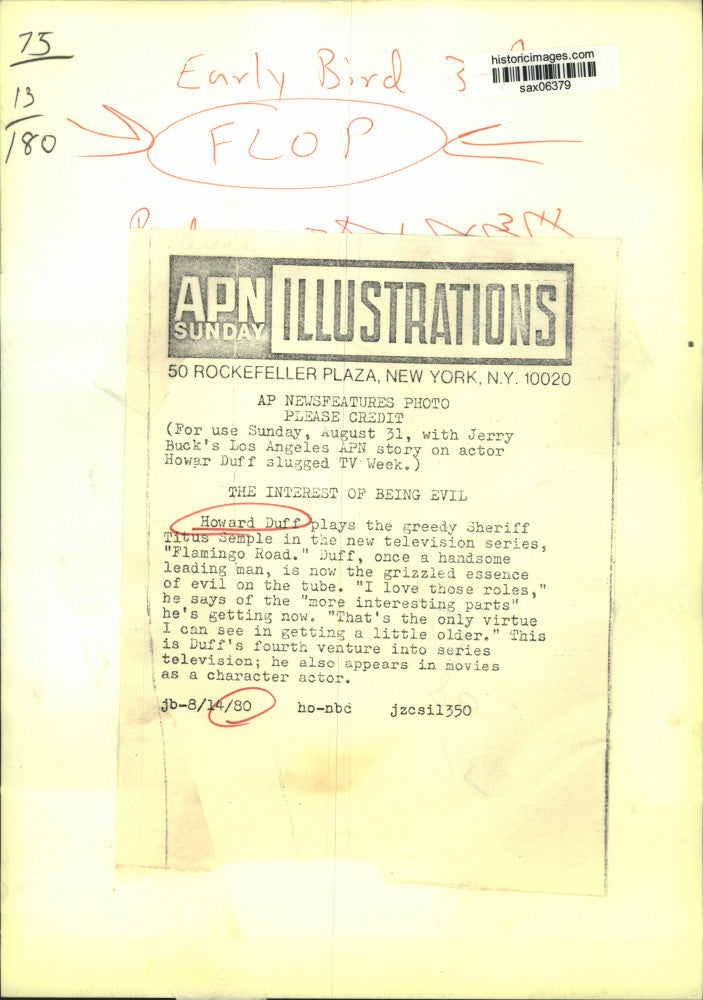 75
13
180
Early Bird 3
historicimages.com
sax06379
FLOP
APN
SUNDAY
ILLUSTRATIONS
50 ROCKEFELLER PLAZA, NEW YORK, N.Y. 10020
AP NEWSFEATURES PHOTO
PLEASE CREDIT
(For use Sunday, August 31, with Jerry
Buck's Los Angeles APN story on actor
Howar Duff slugged TV Week.)
THE INTEREST OF BEING EVIL
Howard Duff plays the greedy Sheriff
Titus Semple in the new television series,
"Flamingo Road." Duff, once a handsome
leading man, is now the grizzled essence
of evil on the tube. "I love those roles,"
he says of the "more interesting parts"
he's getting now. "That's the only virtue
I can see in getting a little older." This
is Duff's fourth venture into series
television; he also appears in movies
as a character actor.
jb-8/14/80 ho-nbc jzcsil350